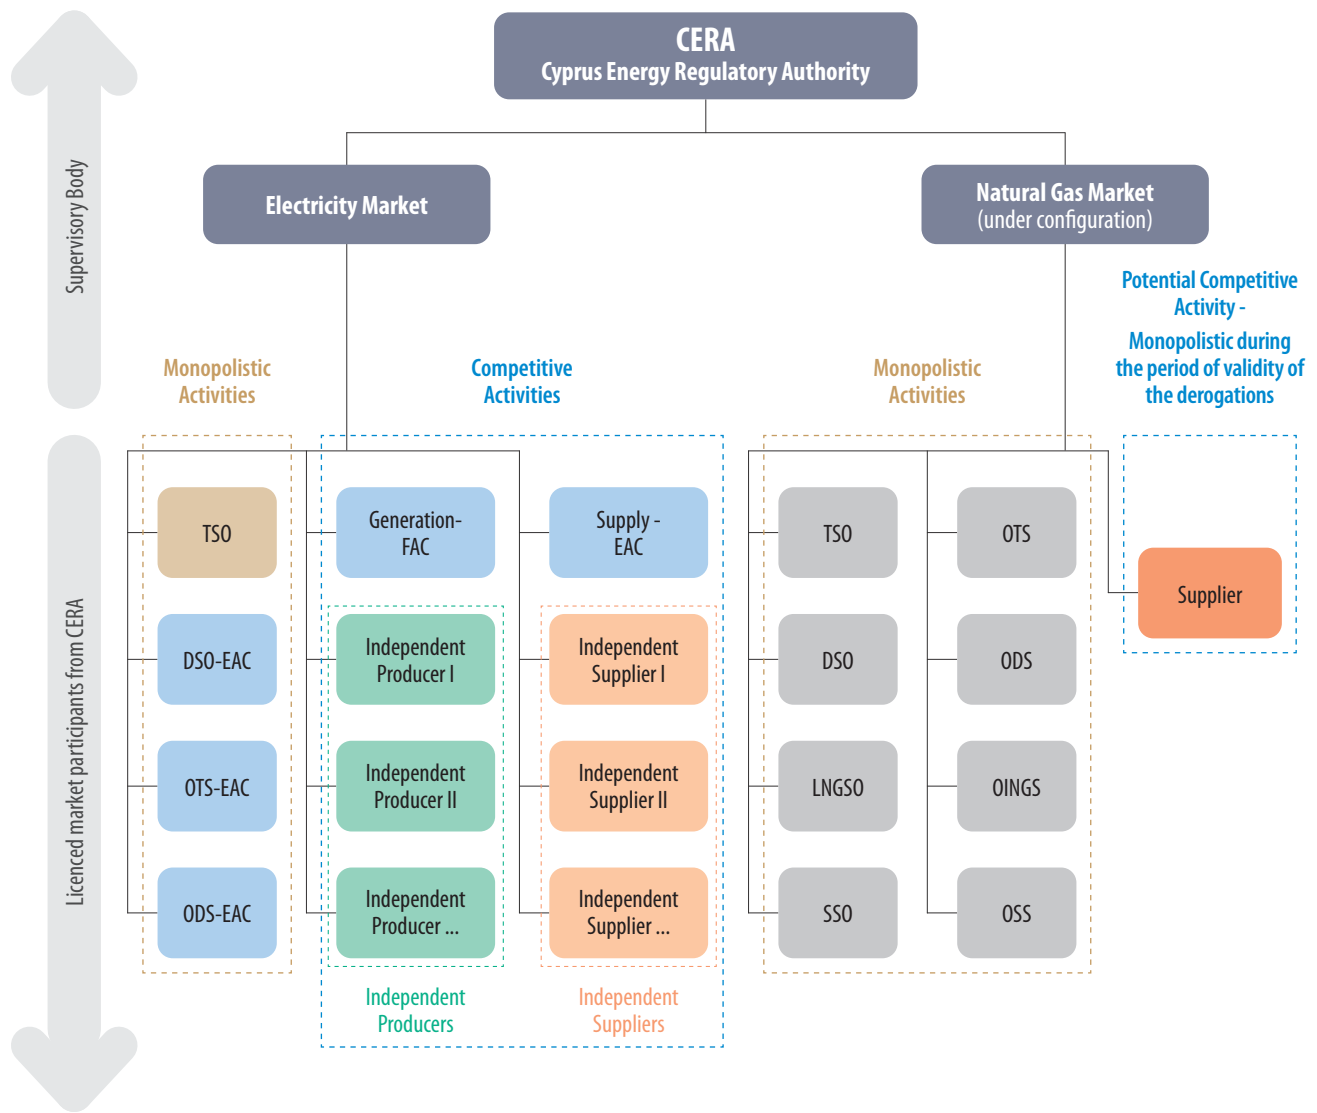 CERA
Cyprus Energy Regulatory Authority
Supervisory Body
Electricity Market
Natural Gas Market
(under configuration)
Potential Competitive
Activity -
Monopolistic during
the period of validity of
the derogations
Monopolistic
Activities
Competitive
Activities
Monopolistic
Activities
Licenced market participants from CERA
TSO
DSO-EAC
OTS-EAC
ODS-EAC
Generation-
FAC
Independent
Producer I
Independent
Producer II
Independent
Producer ...
Independent
Producers
Supply -
EAC
Independent
Supplier I
Independent
Supplier II
Independent
Supplier ...
Independent
Suppliers
TSO
DSO
LNGSO
SSO
OTS
ODS
OINGS
OSS
Supplier